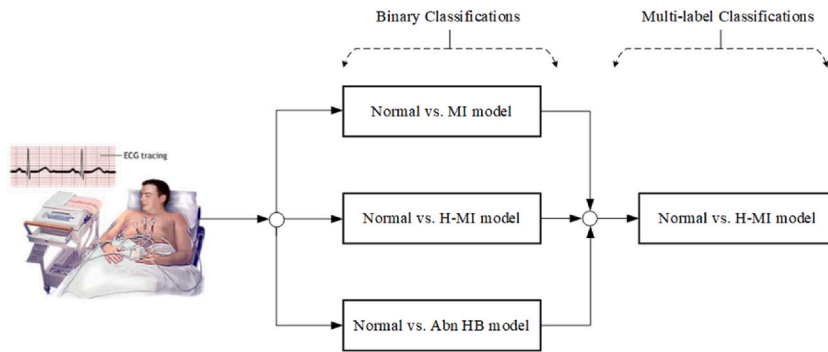 Binary Classifications
Multi-label Classifications
Normal vs. MI model
ECG tracing
Normal vs. H-MI model
Normal vs. H-MI model
Normal vs. Abn HB model